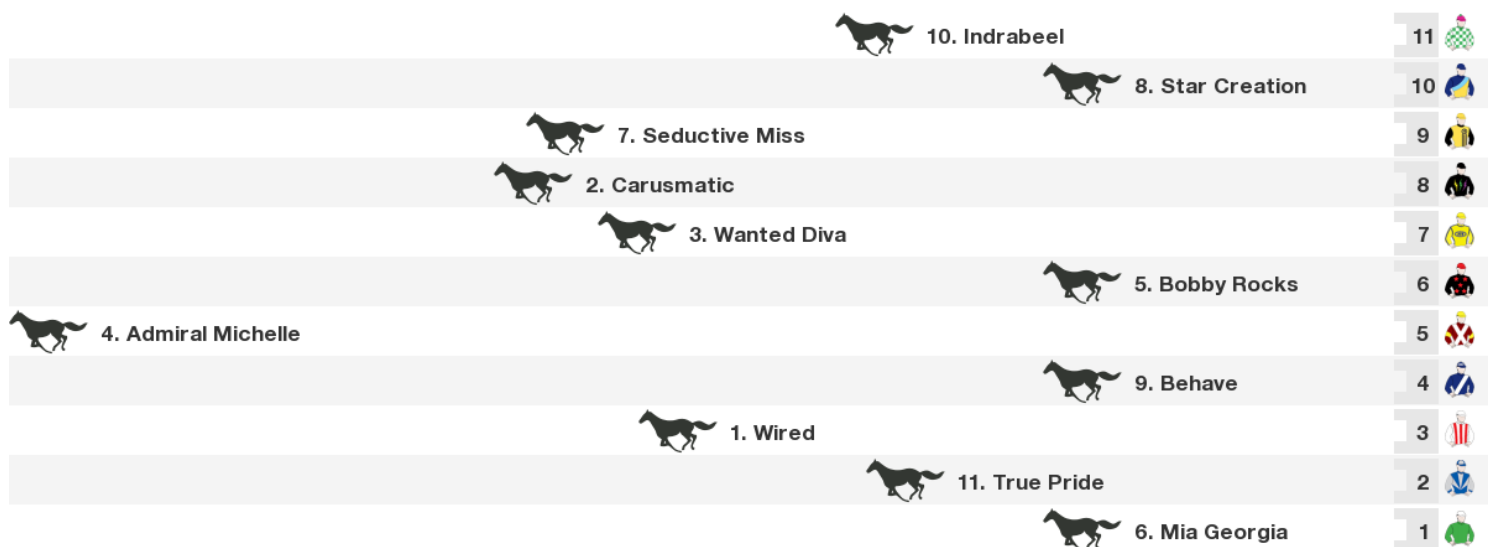 10. Indrabeel 11
8. Star Creation 10
7. Seductive Miss 9
2. Carusmatic 8
3. Wanted Diva 7
5. Bobby Rocks 6
4. Admiral Michelle 5
9. Behave 4
1. Wired 3
11. True Pride 2
6. Mia Georgia 1